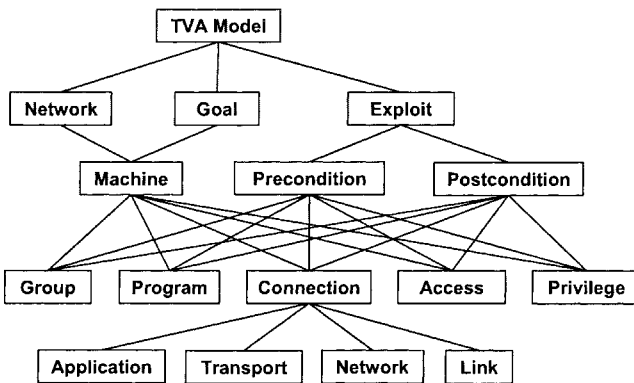 TVA Model
Network Goal Exploit
Machine Precondition Postcondition
Group Program Connection Access Privilege
Application Transport Network Link